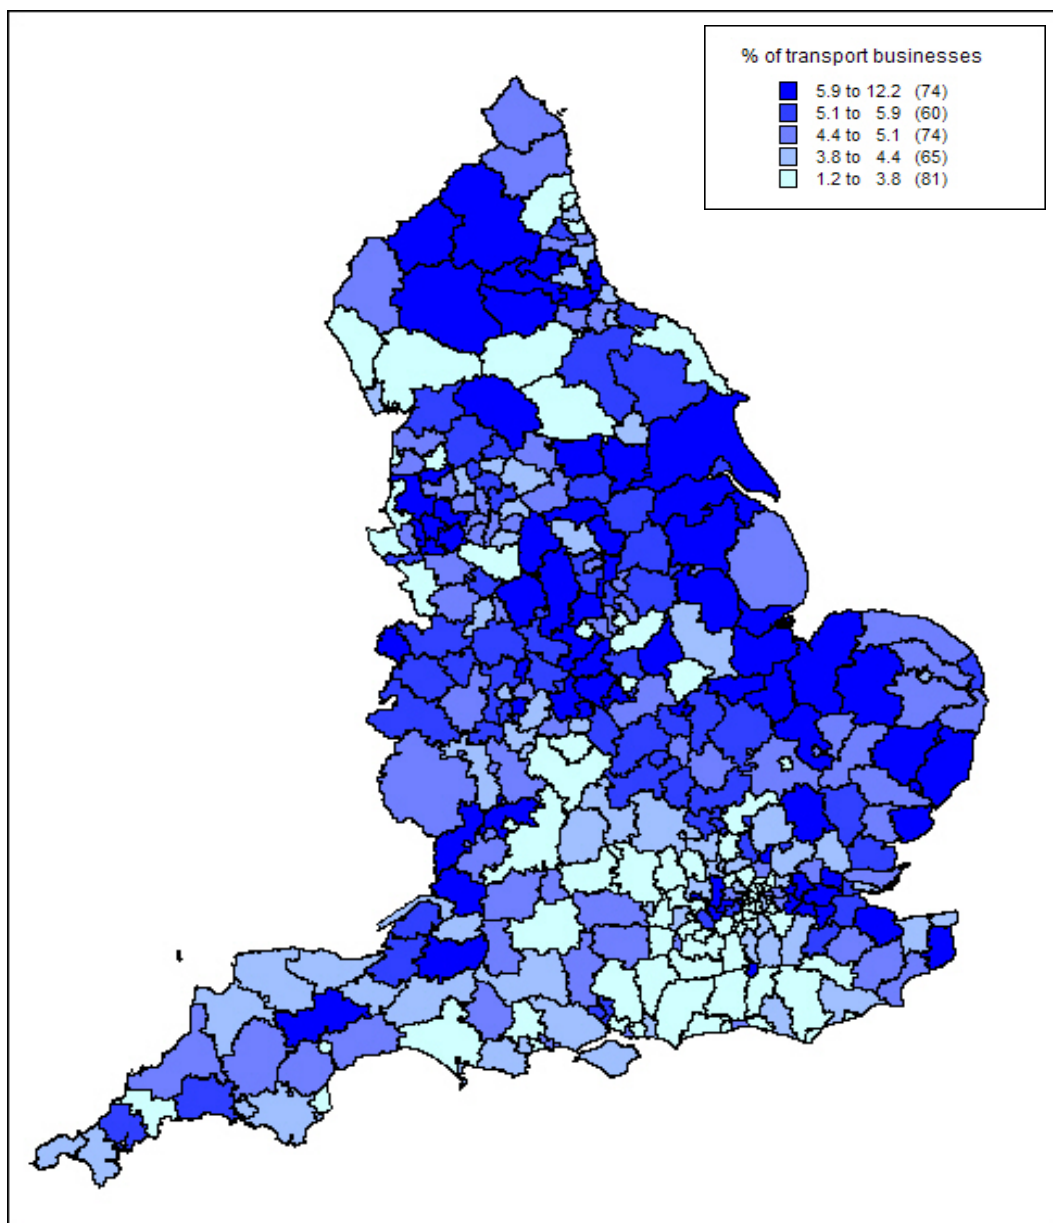 % of transport businesses
5.9 to 12.2 (74)
5.1 to 5.9 (60)
4.4 to 5.1 (74)
3.8 to 4.4 (65)
1.2 to 3.8 (81)